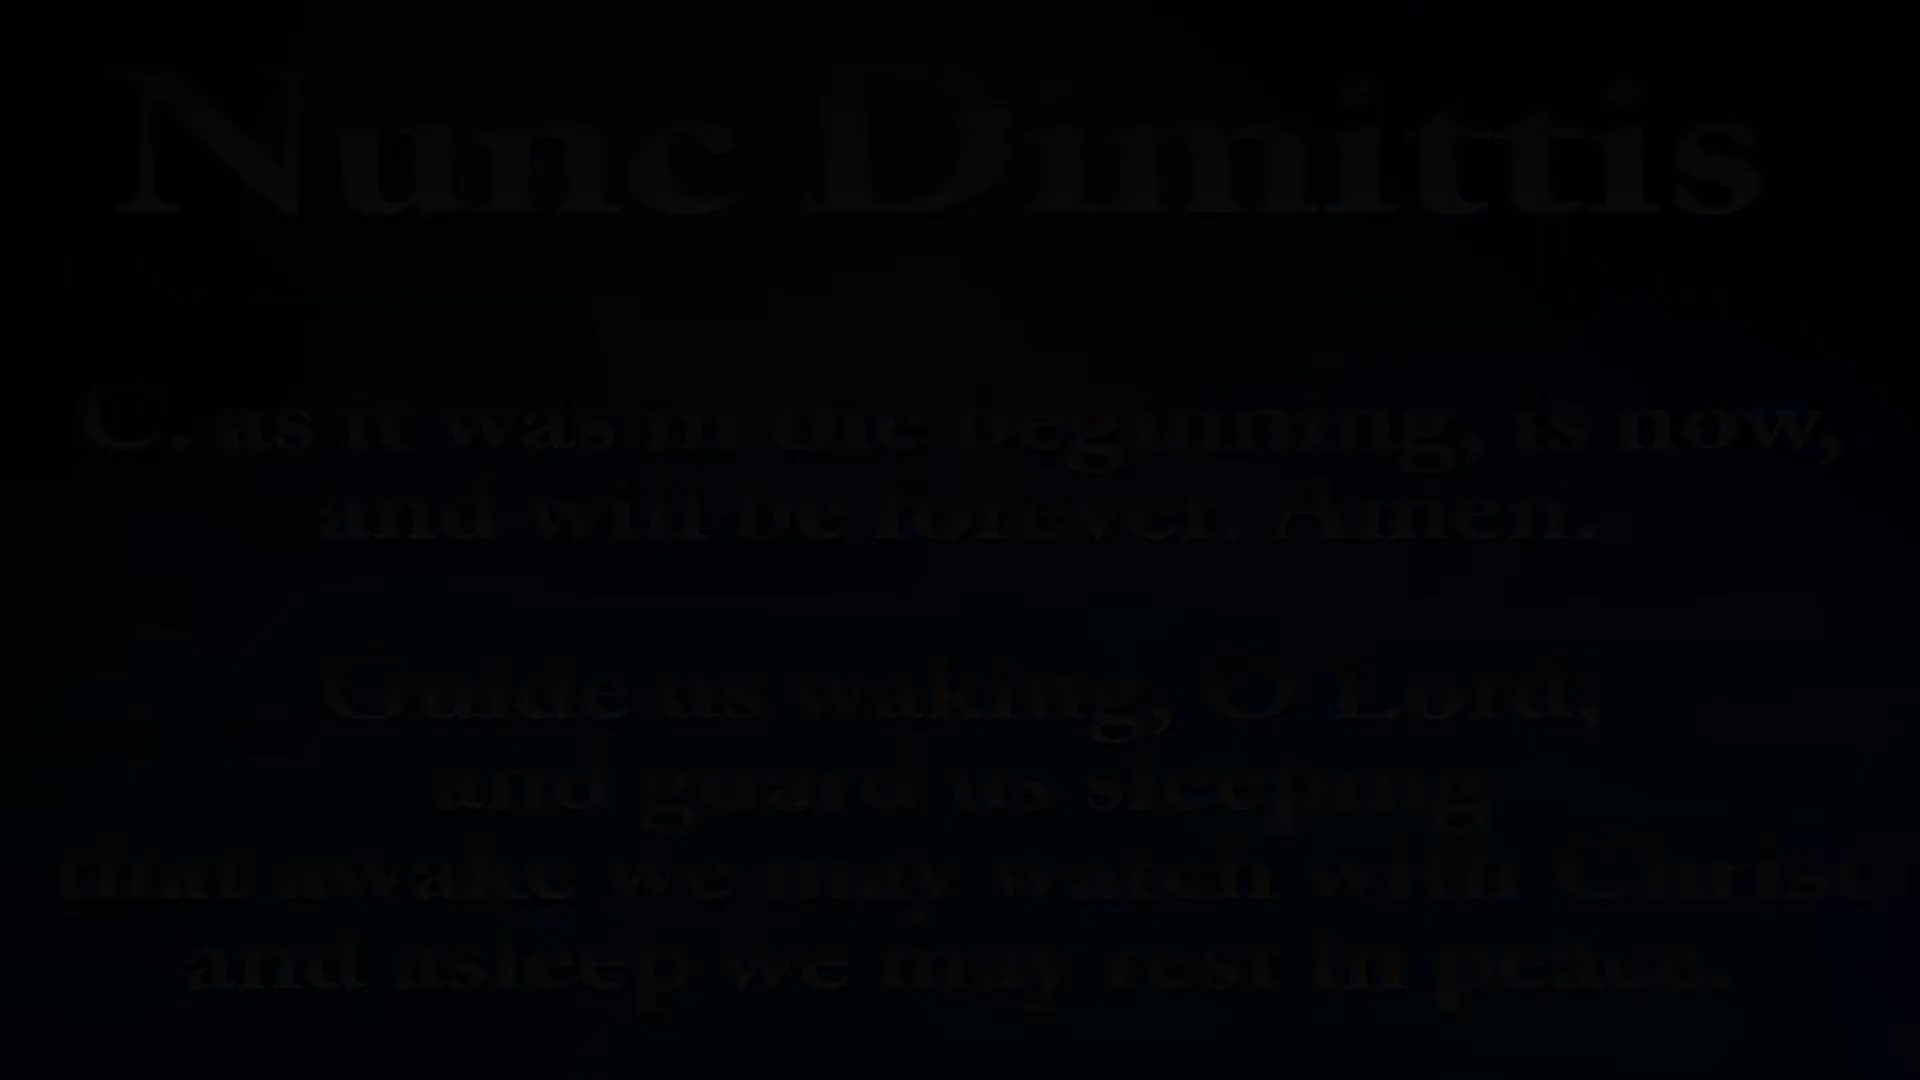 Nunc Dimittis
C. as it was in the beginning, is now,
and will be forever. Amen.
Guide us waking, O Lord,
and guard us sleeping
that awake we may watch with Christ
and asleep we may rest in peace.